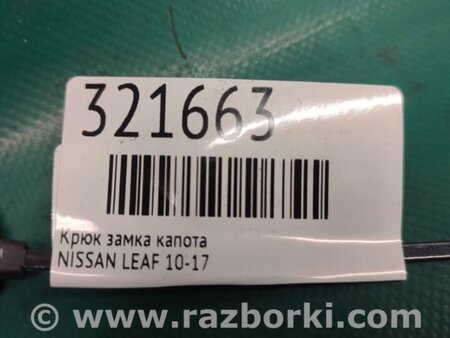 321663
Крюк замка капота
NISSAN LEAF 10-17
© www.razborki.com